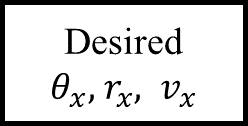 Desired
θₓ, rₓ, vₓ